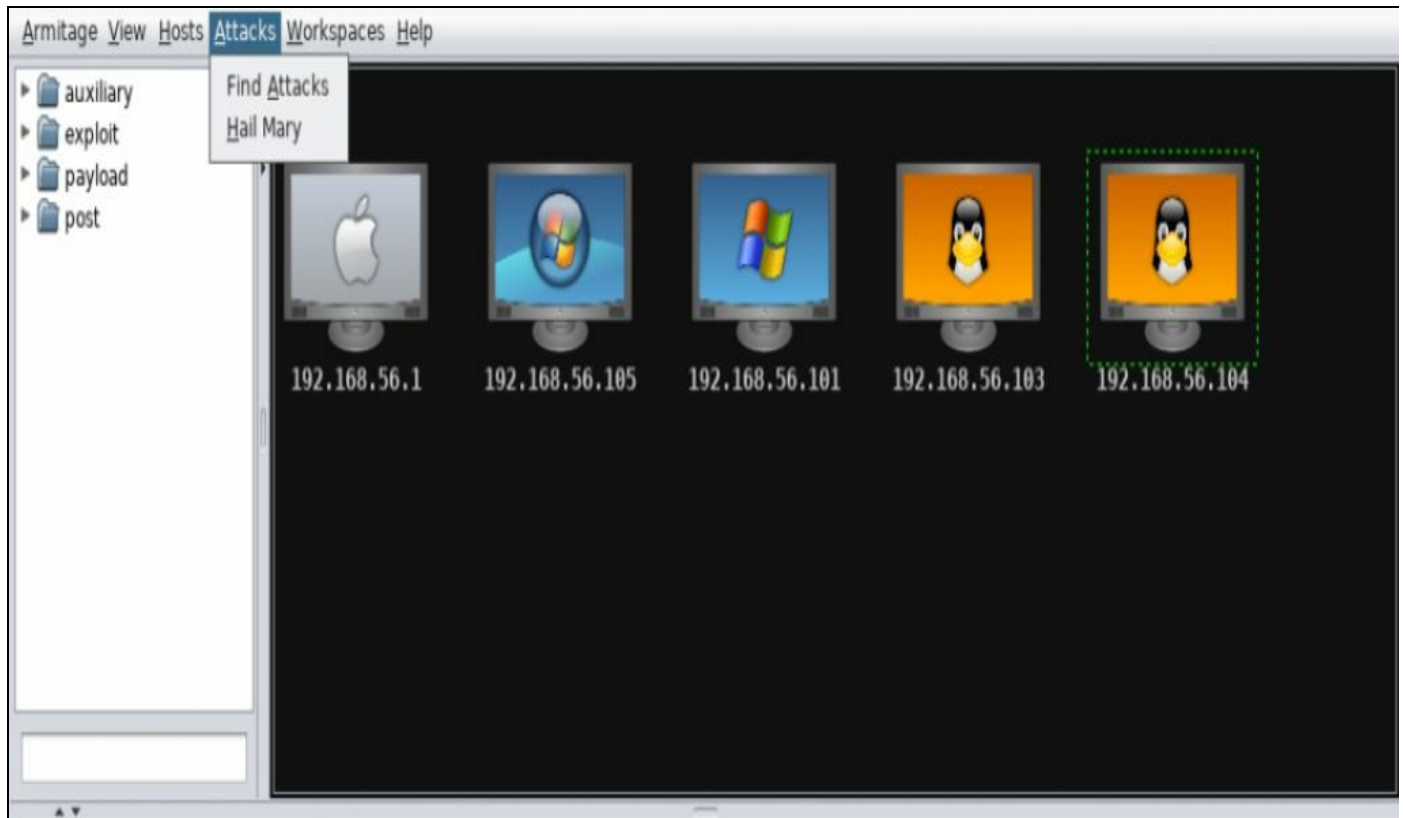 Armitage View Hosts Attacks Workspaces Help
Find Attacks
Hail Mary
auxiliary
exploit
payload
post
192.168.56.1
192.168.56.105
192.168.56.101
192.168.56.103
192.168.56.104